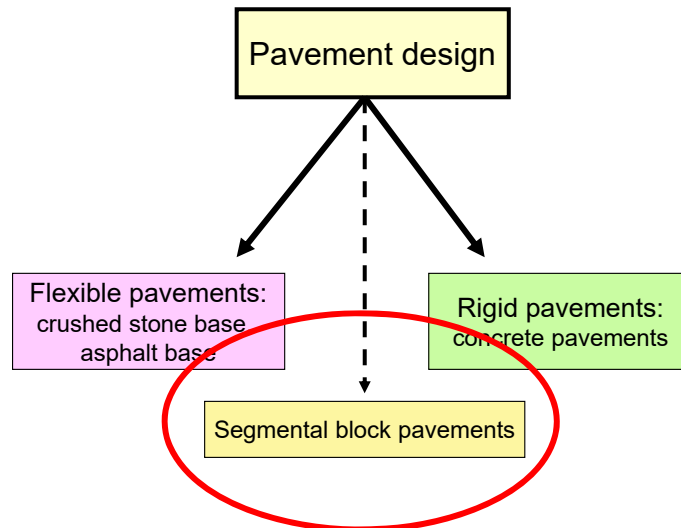 Pavement design
Flexible pavements:
crushed stone base
asphalt base
Rigid pavements:
concrete pavements
Segmental block pavements